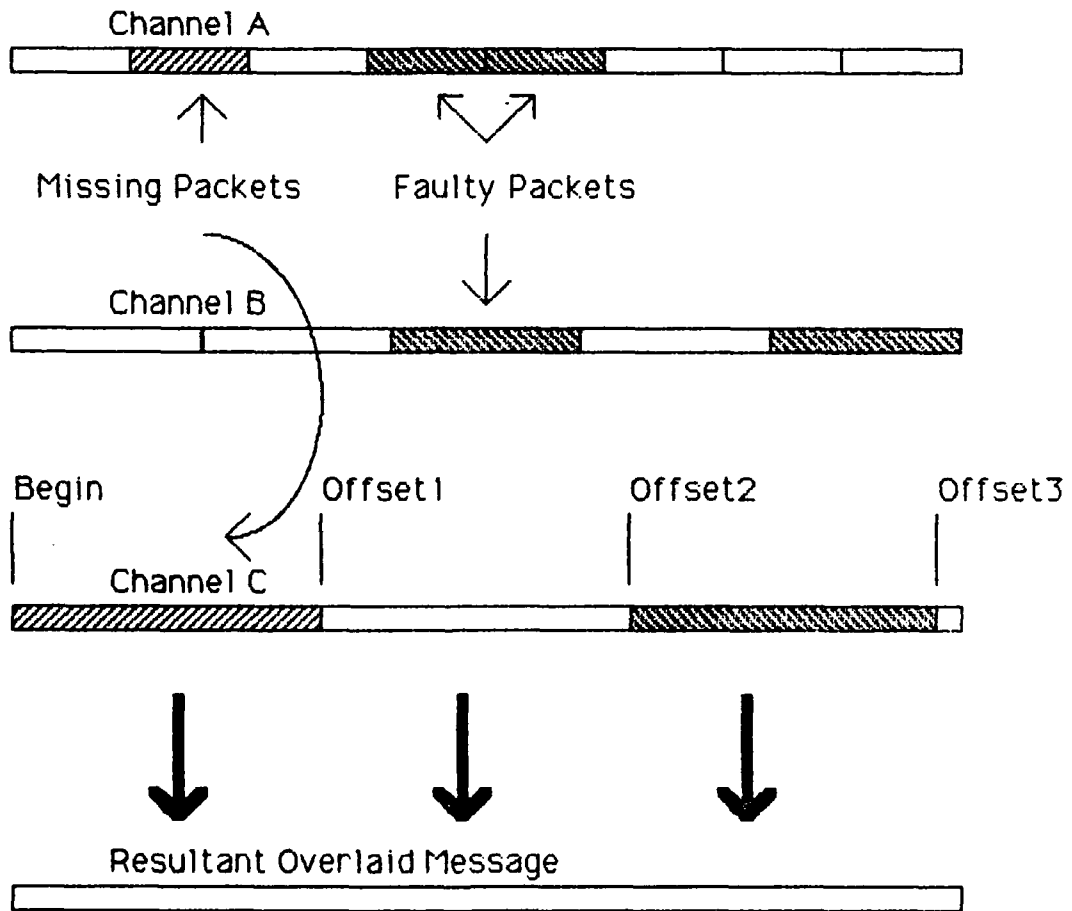 Channel A
Missing Packets
Faulty Packets
Channel B
Begin
Offset1
Offset2
Offset3
Channel C
Resultant Overlaid Message